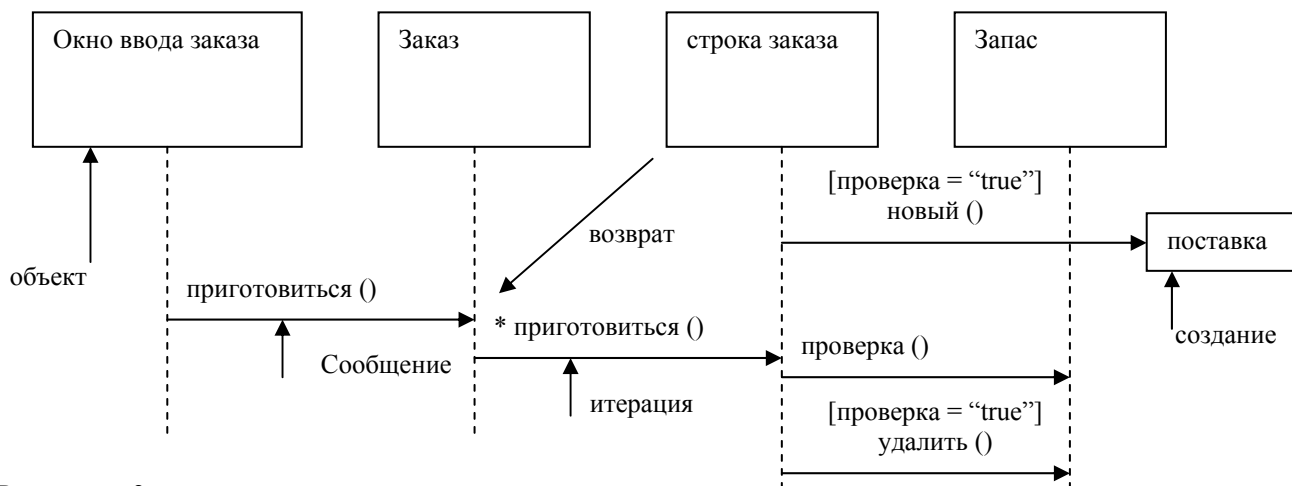 Окно ввода заказа
Заказ
строка заказа
Запас
[проверка = “true”]
новый ()
возврат
поставка
объект
приготовиться ()
* приготовиться ()
создание
проверка ()
Сообщение
итерация
[проверка = “true”]
удалить ()